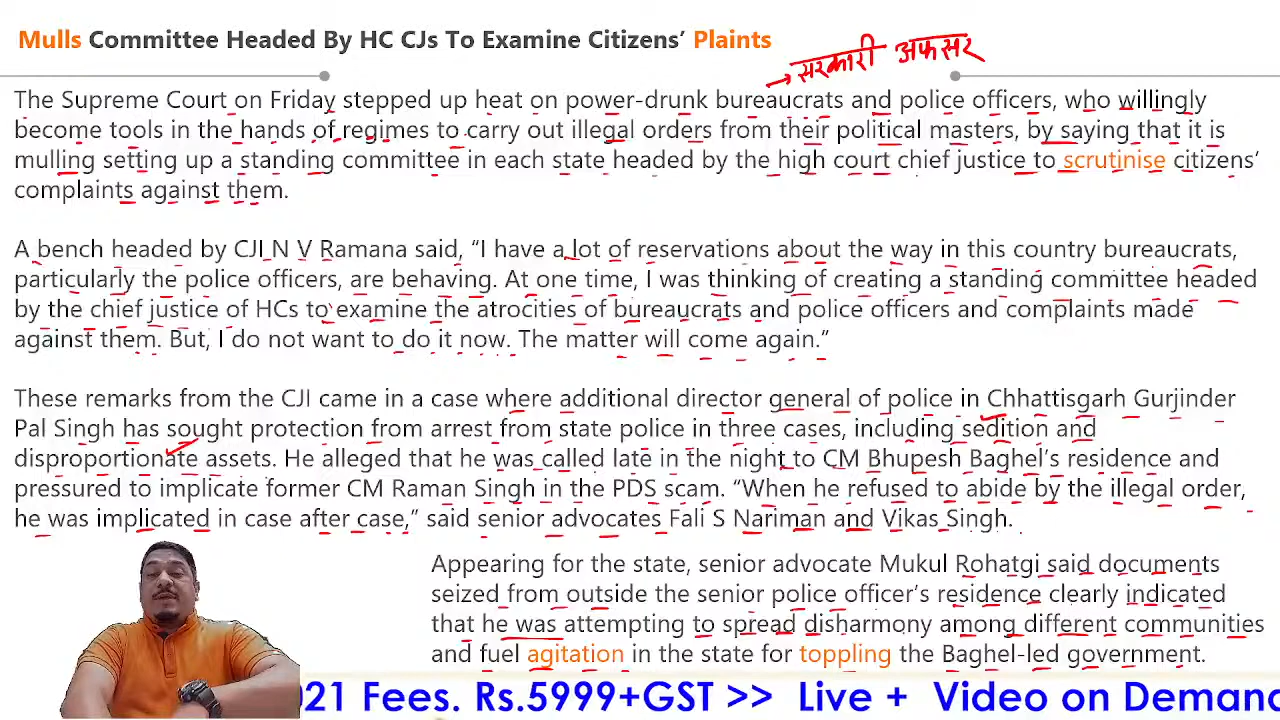 Mulls Committee Headed By HC CJs To Examine Citizens’ Plaints
सरकारी अफसर
The Supreme Court on Friday stepped up heat on power-drunk bureaucrats and police officers, who willingly
become tools in the hands of regimes to carry out illegal orders from their political masters, by saying that it is
mulling setting up a standing committee in each state headed by the high court chief justice to scrutinise citizens’
complaints against them.
A bench headed by CJI N V Ramana said, “I have a lot of reservations about the way in this country bureaucrats,
particularly the police officers, are behaving. At one time, I was thinking of creating a standing committee headed
by the chief justice of HCs to examine the atrocities of bureaucrats and police officers and complaints made
against them. But, I do not want to do it now. The matter will come again.”
These remarks from the CJI came in a case where additional director general of police in Chhattisgarh Gurjinder
Pal Singh has sought protection from arrest from state police in three cases, including sedition and
disproportionate assets. He alleged that he was called late in the night to CM Bhupesh Baghel’s residence and
pressured to implicate former CM Raman Singh in the PDS scam. “When he refused to abide by the illegal order,
he was implicated in case after case,” said senior advocates Fali S Nariman and Vikas Singh.
Appearing for the state, senior advocate Mukul Rohatgi said documents
seized from outside the senior police officer’s residence clearly indicated
that he was attempting to spread disharmony among different communities
and fuel agitation in the state for toppling the Baghel-led government.
021 Fees. Rs.5999+GST >> Live + Video on Demand